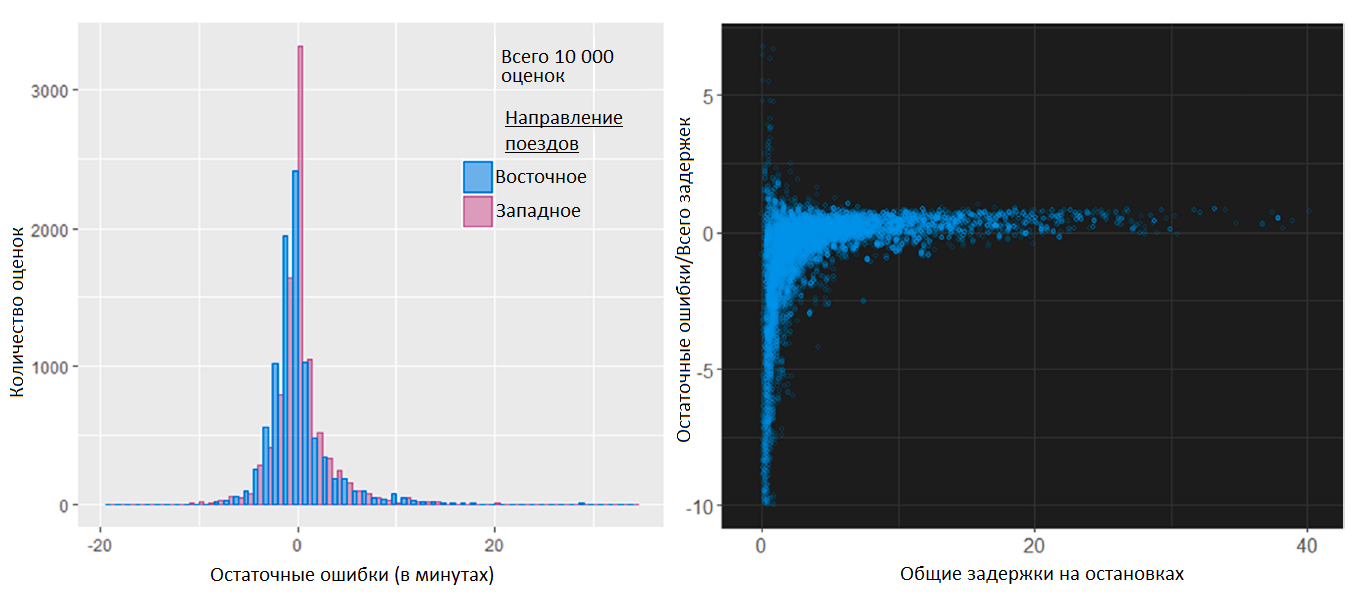 Всего 10 000
оценок
Направление
поездов
Восточное
Западное
Количество оценок
3000
2000
1000
0
-20
0
20
Остаточные ошибки (в минутах)
Остаточные ошибки/Всего задержек
5
0
-5
-10
0
20
40
Общие задержки на остановках